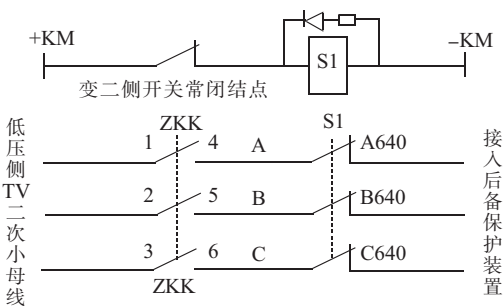 +KM
S1
–KM
变二侧开关常闭结点
低压侧TV二次小母线
ZKK
S1
1
4
A
A640
2
5
B
B640
3
6
C
C640
ZKK
接入后备保护装置